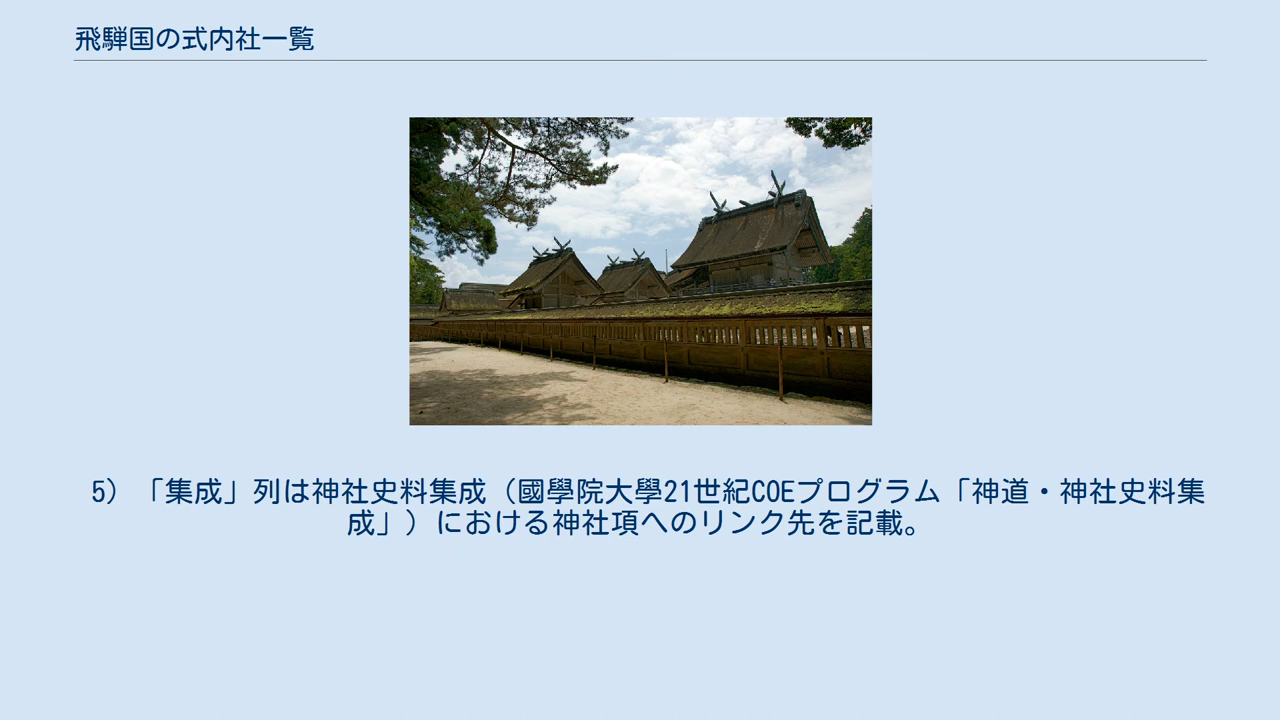 飛騨国の式内社一覧
5）「集成」列は神社史料集成（國學院大學21世紀COEプログラム「神道・神社史料集
成」）における神社項へのリンク先を記載。